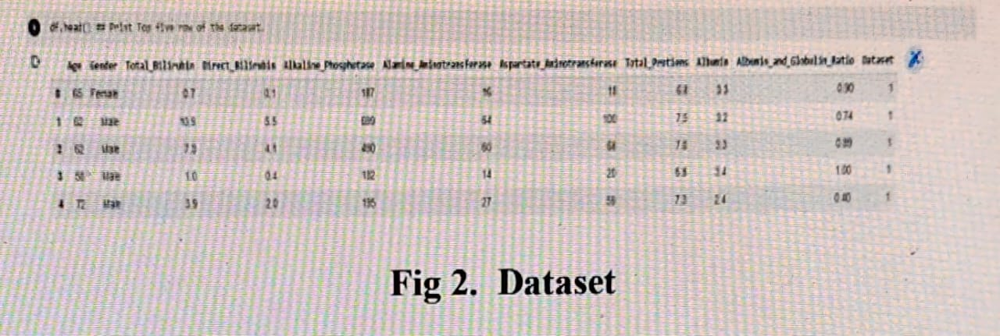 df.head() ## Print Top five row of the dataset.
Age Gender Total_Bilirubin Direct_Bilirubin Alkaline_Phosphotase Alamine_Aminotransferase Aspartate_Aminotransferase Total_Protiens Albumin Albumin_and_Globulin_Ratio Dataset
0 65 Female 0.7 0.1 187 16 18 6.8 3.3 0.90 1
1 62 Male 10.9 5.5 699 64 100 7.5 3.2 0.74 1
2 62 Male 7.3 4.1 490 60 68 7.0 3.3 0.89 1
3 58 Male 1.0 0.4 182 14 20 6.8 3.4 1.00 1
4 72 Male 3.9 2.0 195 27 59 7.3 2.4 0.40 1
Fig 2. Dataset